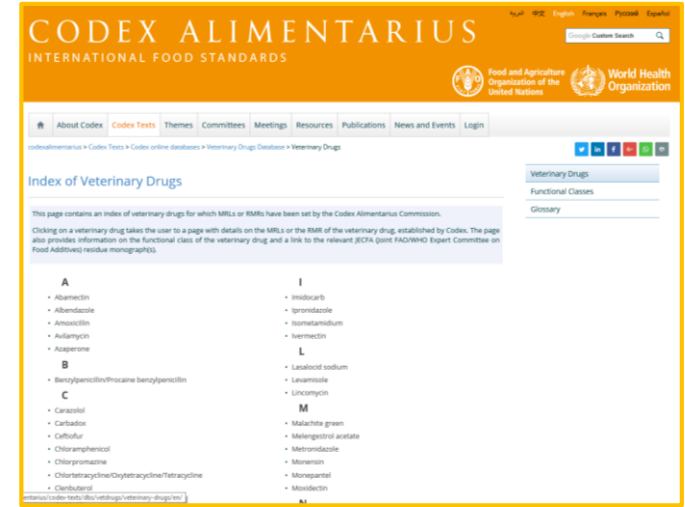 عربي 中文 English Français Русский Español
CODEX ALIMENTARIUS
INTERNATIONAL FOOD STANDARDS
Google Custom Search
Food and Agriculture
Organization of the
United Nations
World Health
Organization
About Codex Codex Texts Themes Committees Meetings Resources Publications News and Events Login
codexalimentarius > Codex Texts > Codex online databases > Veterinary Drugs Database > Veterinary Drugs
Index of Veterinary Drugs
Veterinary Drugs
Functional Classes
Glossary
This page contains an index of veterinary drugs for which MRLs or RMRs have been set by the Codex Alimentarius Commission.
Clicking on a veterinary drug takes the user to a page with details on the MRLs or the RMR of the veterinary drug, established by Codex. The page
also provides information on the functional class of the veterinary drug and a link to the relevant JECFA (Joint FAO/WHO Expert Committee on
Food Additives) residue monograph(s).
A
• Abamectin
• Albendazole
• Amoxicillin
• Avilamycin
• Azaperone
B
• Benzylpenicillin/Procaine benzylpenicillin
C
• Carazolol
• Carbadox
• Ceftiofur
• Chloramphenicol
• Chlorpromazine
• Chlortetracycline/Oxytetracycline/Tetracycline
• Clenbuterol
I
• Imidocarb
• Ipronidazole
• Isometamidium
• Ivermectin
L
• Lasalocid sodium
• Levamisole
• Lincomycin
M
• Malachite green
• Melengestrol acetate
• Metronidazole
• Monensin
• Monepantel
• Moxidectin
N
entarius/codex-texts/dbs/vetdrugs/veterinary-drugs/en/